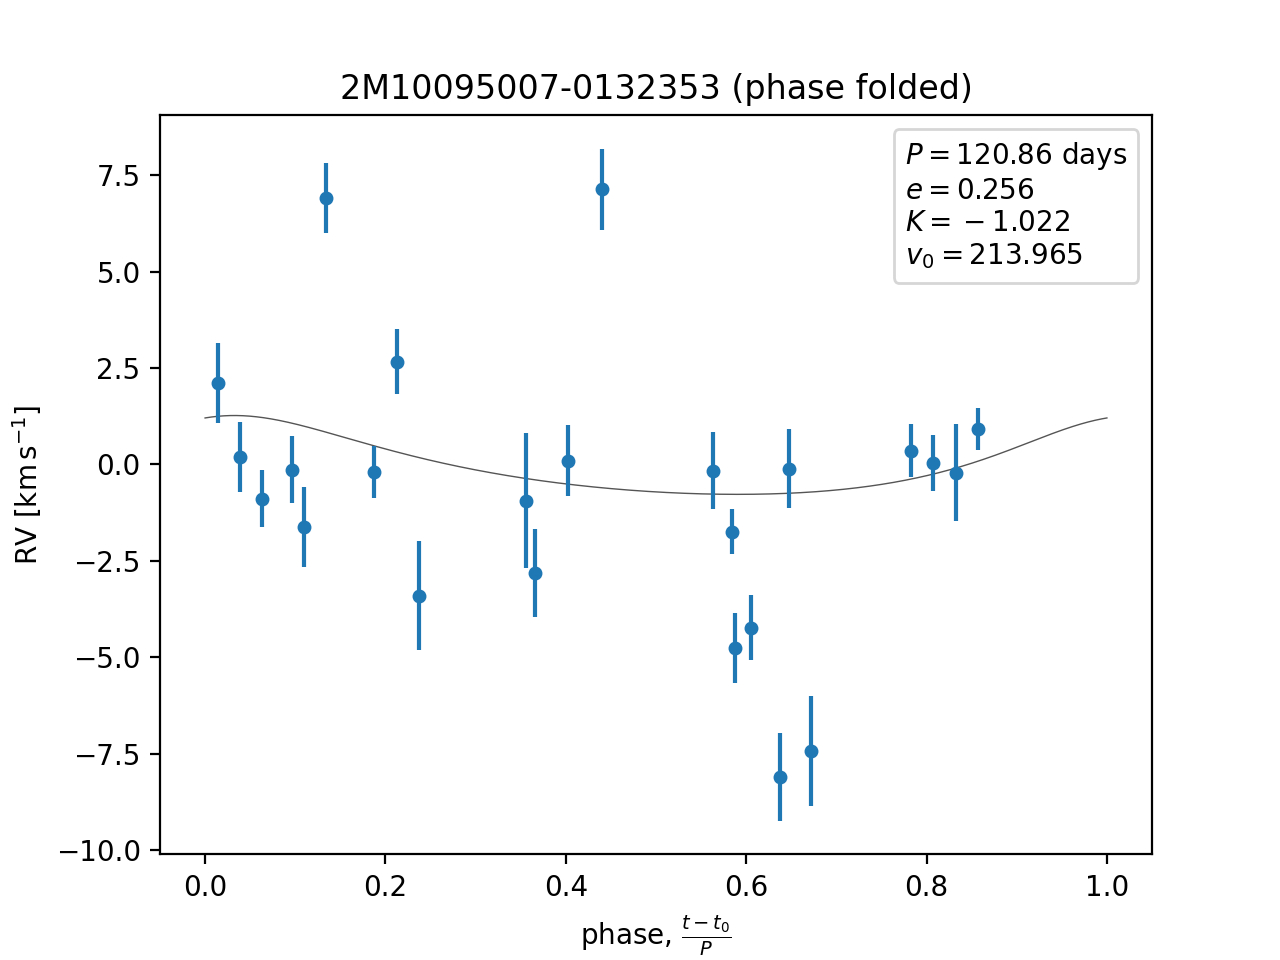 2M10095007-0132353 (phase folded)
P = 120.86 days
e = 0.256
K = −1.022
v₀ = 213.965
RV [km s⁻¹]
7.5
5.0
2.5
0.0
−2.5
−5.0
−7.5
−10.0
0.0 0.2 0.4 0.6 0.8 1.0
phase, (t − t₀)/P